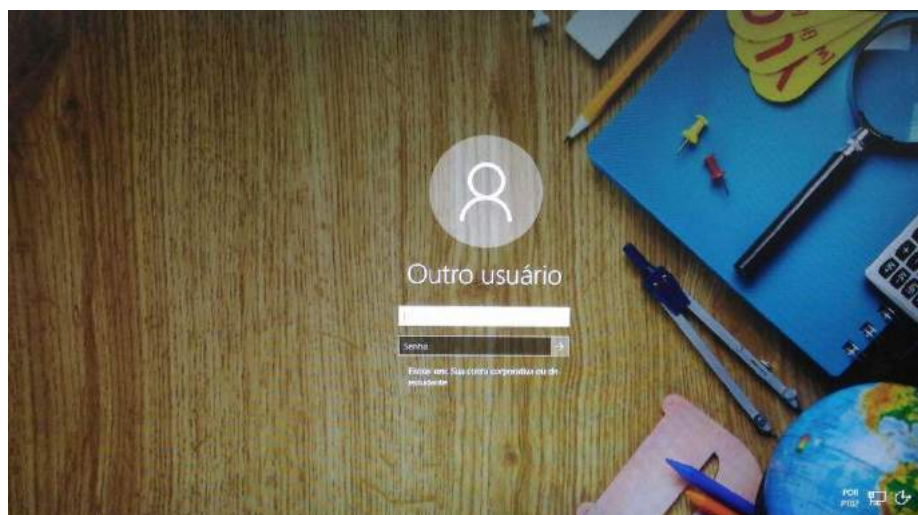 Outro usuário
Senha
Entrar em: Sua conta corporativa ou de
estudante
POR
PTB2